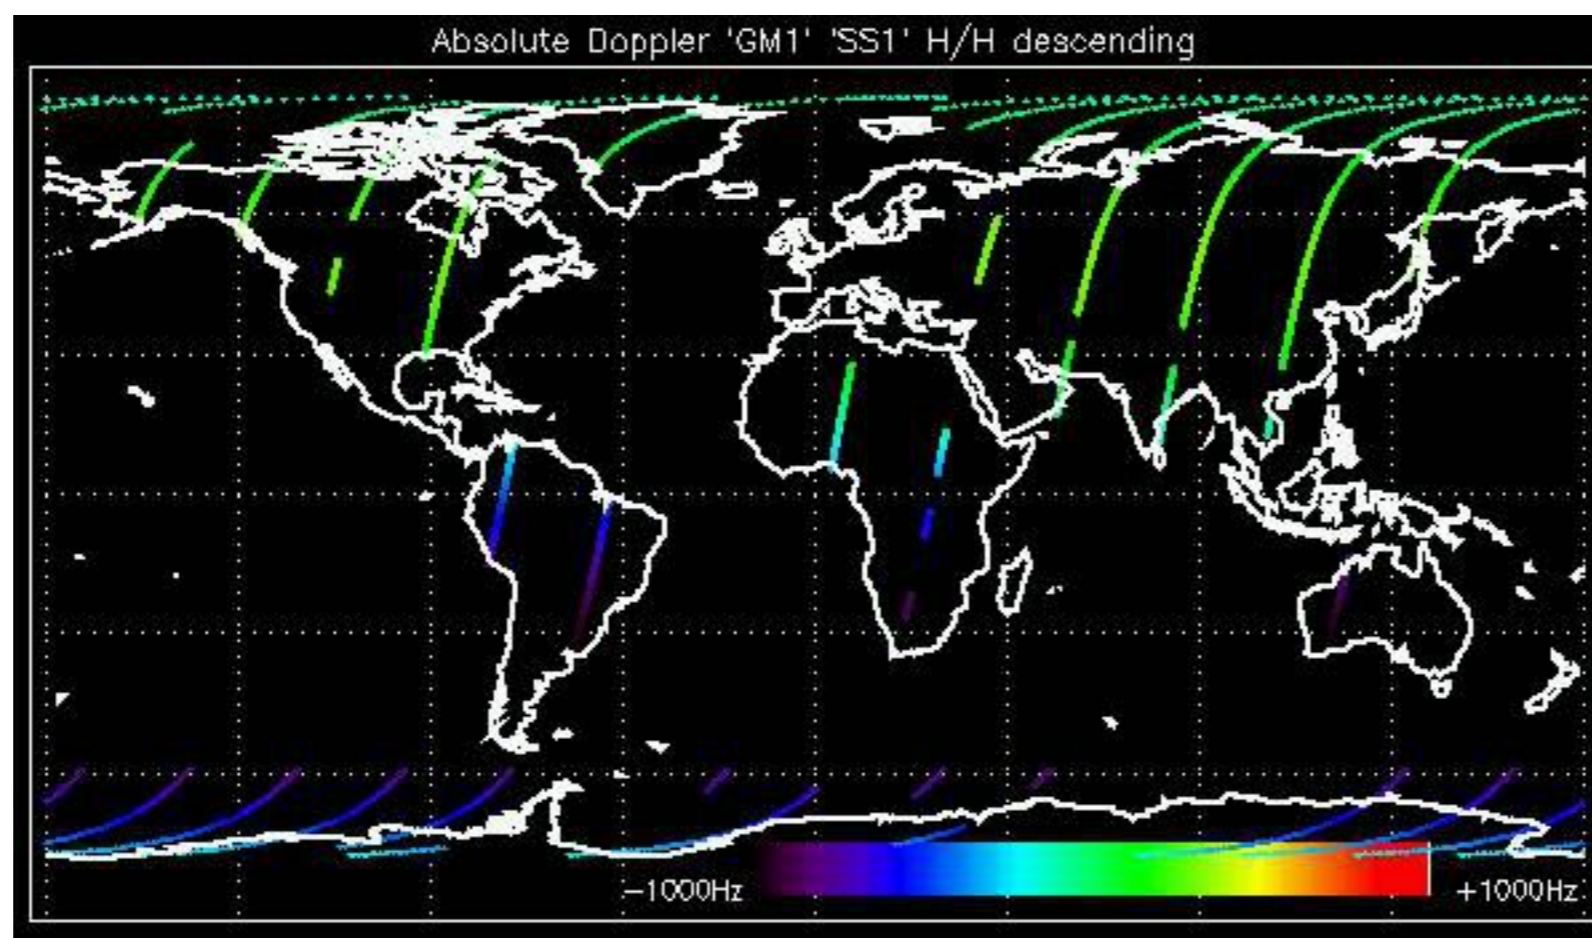 Absolute Doppler 'GM1' 'SS1' H/H descending
-1000Hz
+1000Hz